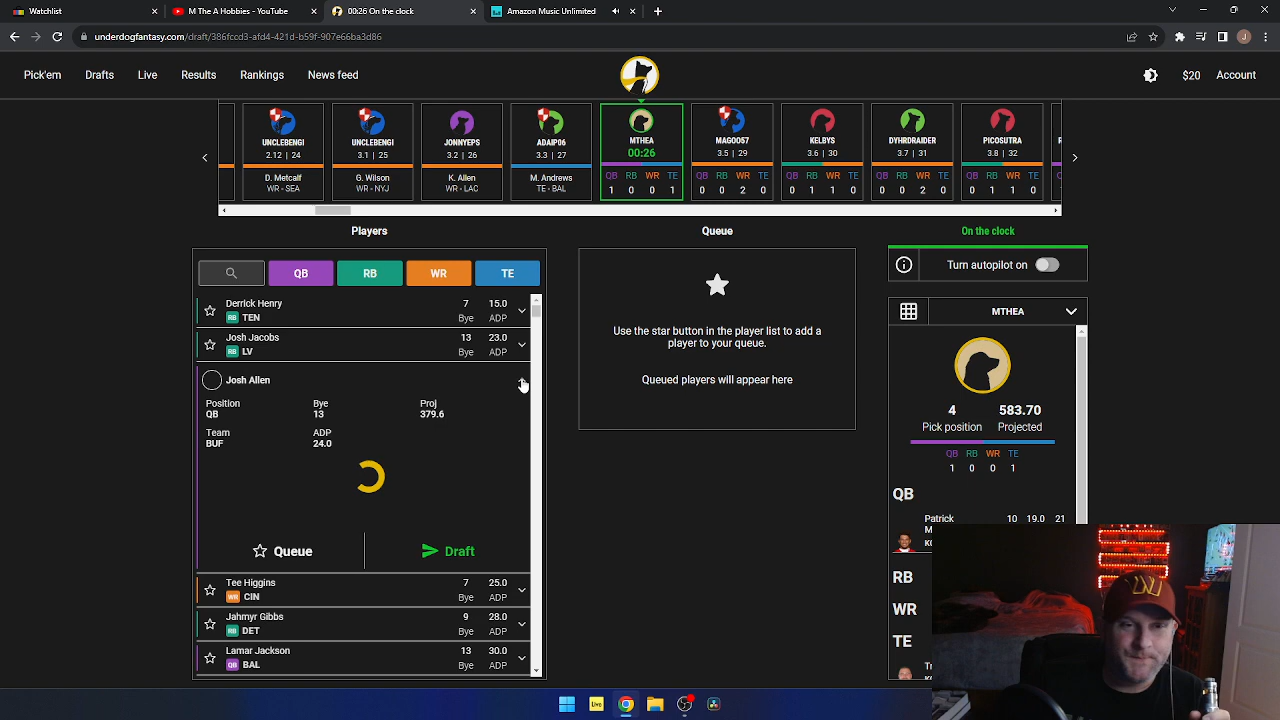 Watchlist
M The A Hobbies - YouTube
00:26 On the clock
Amazon Music Unlimited
underdogfantasy.com/draft/386fccd3-afd4-421d-b59f-907e66ba3d86
J
Pick'em
Drafts
Live
Results
Rankings
News feed
$20
Account
UNCLEBENGI
2.12 | 24
D. Metcalf
WR - SEA
UNCLEBENGI
3.1 | 25
G. Wilson
WR - NYJ
JONNYEPS
3.2 | 26
K. Allen
WR - LAC
ADAIP06
3.3 | 27
M. Andrews
TE - BAL
MTHEA
00:26
QB RB WR TE
1 0 0 1
MAGO057
3.5 | 29
QB RB WR TE
0 0 2 0
KELBYS
3.6 | 30
QB RB WR TE
0 1 1 0
DYHRDRAIDER
3.7 | 31
QB RB WR TE
0 0 2 0
PICOSUTRA
3.8 | 32
QB RB WR TE
0 1 1 0
Players
Queue
On the clock
QB
RB
WR
TE
Derrick Henry
RB TEN
7 15.0
Bye ADP
Josh Jacobs
RB LV
13 23.0
Bye ADP
Josh Allen
Position Bye Proj
QB 13 379.6
Team ADP
BUF 24.0
Queue
Draft
Tee Higgins
WR CIN
7 25.0
Bye ADP
Jahmyr Gibbs
RB DET
9 28.0
Bye ADP
Lamar Jackson
QB BAL
13 30.0
Bye ADP
Use the star button in the player list to add a
player to your queue.
Queued players will appear here
Turn autopilot on
MTHEA
4 583.70
Pick position Projected
QB RB WR TE
1 0 0 1
QB
Patrick 10 19.0 21
RB
WR
TE
Live